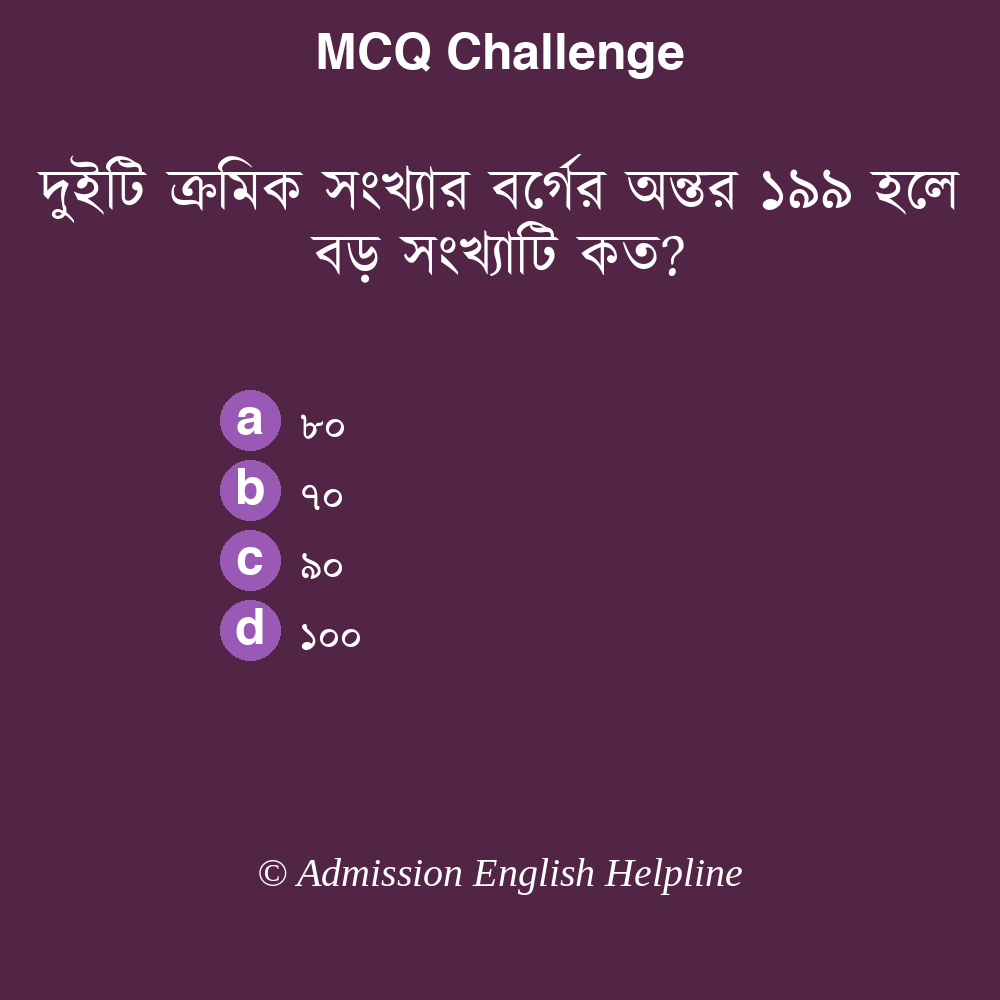 MCQ Challenge
দুইটি ক্রমিক সংখ্যার বর্গের অন্তর ১৯৯ হলে
বড় সংখ্যাটি কত?
a ৮০
b ৭০
c ৯০
d ১০০
© Admission English Helpline